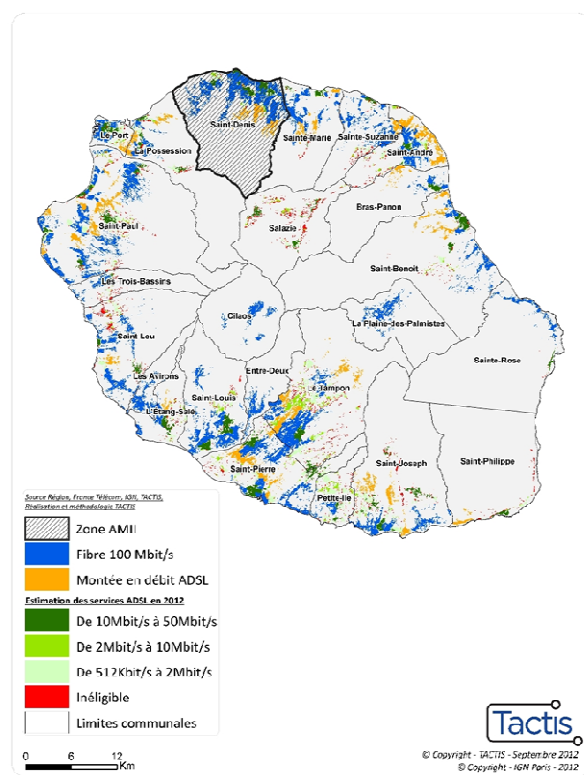 Saint-Denis
Le Port
La Possession
Sainte-Marie
Sainte-Suzanne
Saint-André
Bras-Panon
Saint-Paul
Salazie
Saint-Benoît
Les Trois-Bassins
Cilaos
La Plaine-des-Palmistes
Saint-Leu
Sainte-Rose
Les Avirons
Entre-Deux
Le Tampon
Saint-Louis
L'Etang-Salé
Saint-Pierre
Saint-Joseph
Saint-Philippe
Petite-Ile
Source Région, France Télécom, IGN, TACTIS,
Réalisation et méthodologie TACTIS
Zone AMII
Fibre 100 Mbit/s
Montée en débit ADSL
Estimation des services ADSL en 2012
De 10Mbit/s à 50Mbit/s
De 2Mbit/s à 10Mbit/s
De 512Kbit/s à 2Mbit/s
Inéligible
Limites communales
0 6 12
Km
Tactis
© Copyright - TACTIS - Septembre 2012
© Copyright - IGN Paris - 2012